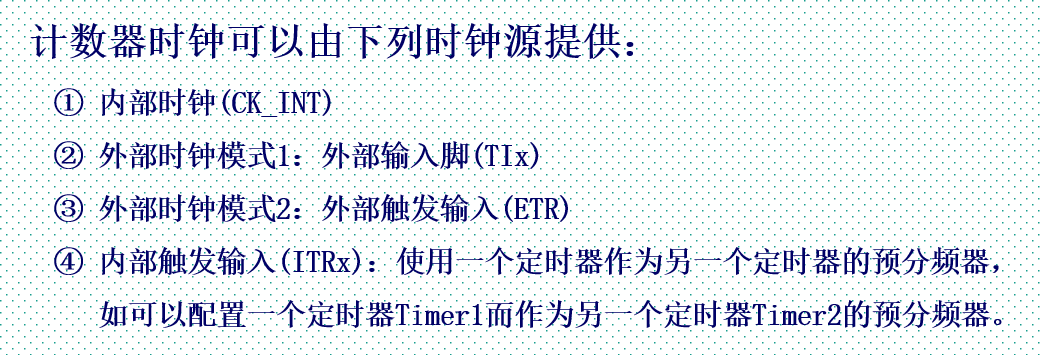 计数器时钟可以由下列时钟源提供：
① 内部时钟(CK_INT)
② 外部时钟模式1：外部输入脚(TIx)
③ 外部时钟模式2：外部触发输入(ETR)
④ 内部触发输入(ITRx)：使用一个定时器作为另一个定时器的预分频器，
如可以配置一个定时器Timer1而作为另一个定时器Timer2的预分频器。